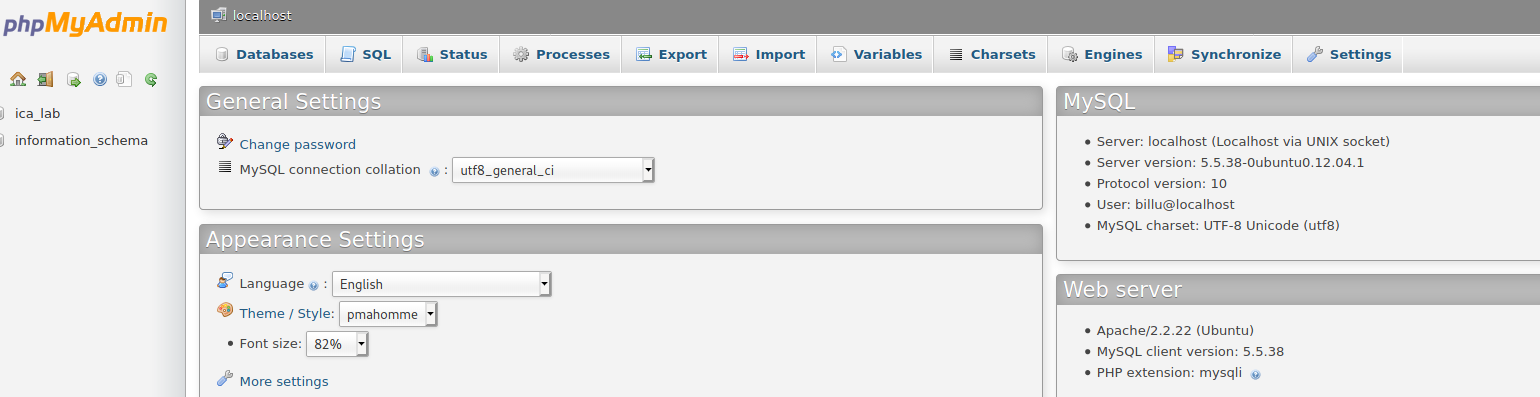 phpMyAdmin
ica_lab
information_schema
localhost
Databases SQL Status Processes Export Import Variables Charsets Engines Synchronize Settings
General Settings
Change password
MySQL connection collation : utf8_general_ci
Appearance Settings
Language : English
Theme / Style: pmahomme
• Font size: 82%
More settings
MySQL
• Server: localhost (Localhost via UNIX socket)
• Server version: 5.5.38-0ubuntu0.12.04.1
• Protocol version: 10
• User: billu@localhost
• MySQL charset: UTF-8 Unicode (utf8)
Web server
• Apache/2.2.22 (Ubuntu)
• MySQL client version: 5.5.38
• PHP extension: mysqli